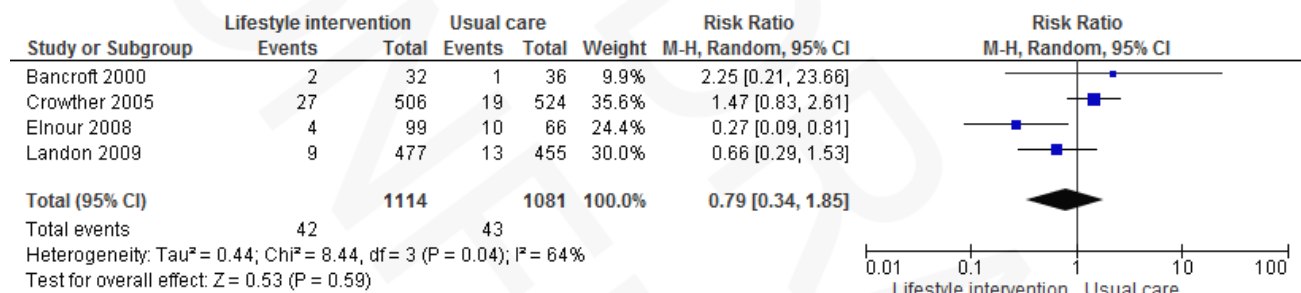 Lifestyle intervention Usual care Risk Ratio Risk Ratio
Study or Subgroup Events Total Events Total Weight M-H, Random, 95% CI M-H, Random, 95% CI
Bancroft 2000 2 32 1 36 9.9% 2.25 [0.21, 23.66]
Crowther 2005 27 506 19 524 35.6% 1.47 [0.83, 2.61]
Elnour 2008 4 99 10 66 24.4% 0.27 [0.09, 0.81]
Landon 2009 9 477 13 455 30.0% 0.66 [0.29, 1.53]
Total (95% CI) 1114 1081 100.0% 0.79 [0.34, 1.85]
Total events 42 43
Heterogeneity: Tau² = 0.44; Chi² = 8.44, df = 3 (P = 0.04); I² = 64%
Test for overall effect: Z = 0.53 (P = 0.59)
0.01 0.1 1 10 100
Lifestyle intervention Usual care